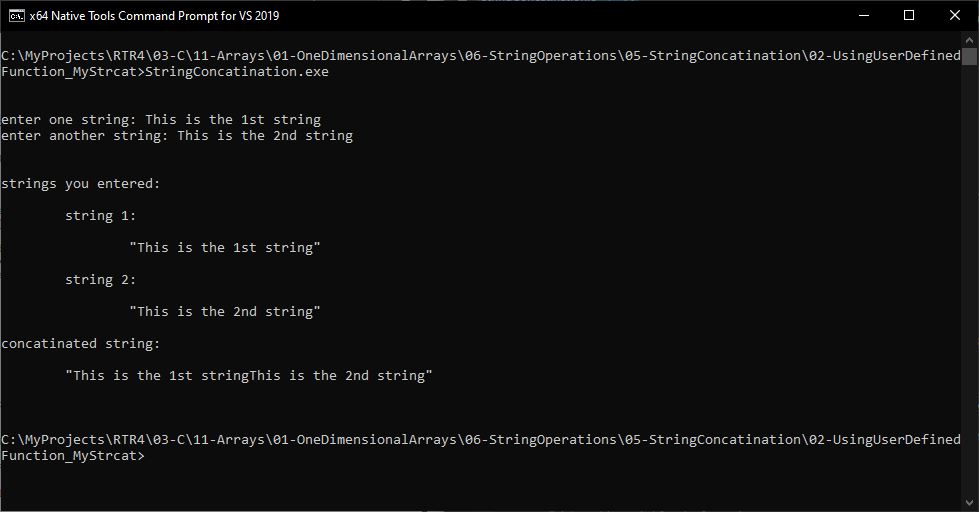 x64 Native Tools Command Prompt for VS 2019
C:\MyProjects\RTR4\03-C\11-Arrays\01-OneDimensionalArrays\06-StringOperations\05-StringConcatination\02-UsingUserDefined
Function_MyStrcat>StringConcatination.exe
enter one string: This is the 1st string
enter another string: This is the 2nd string
strings you entered:
string 1:
"This is the 1st string"
string 2:
"This is the 2nd string"
concatinated string:
"This is the 1st stringThis is the 2nd string"
C:\MyProjects\RTR4\03-C\11-Arrays\01-OneDimensionalArrays\06-StringOperations\05-StringConcatination\02-UsingUserDefined
Function_MyStrcat>